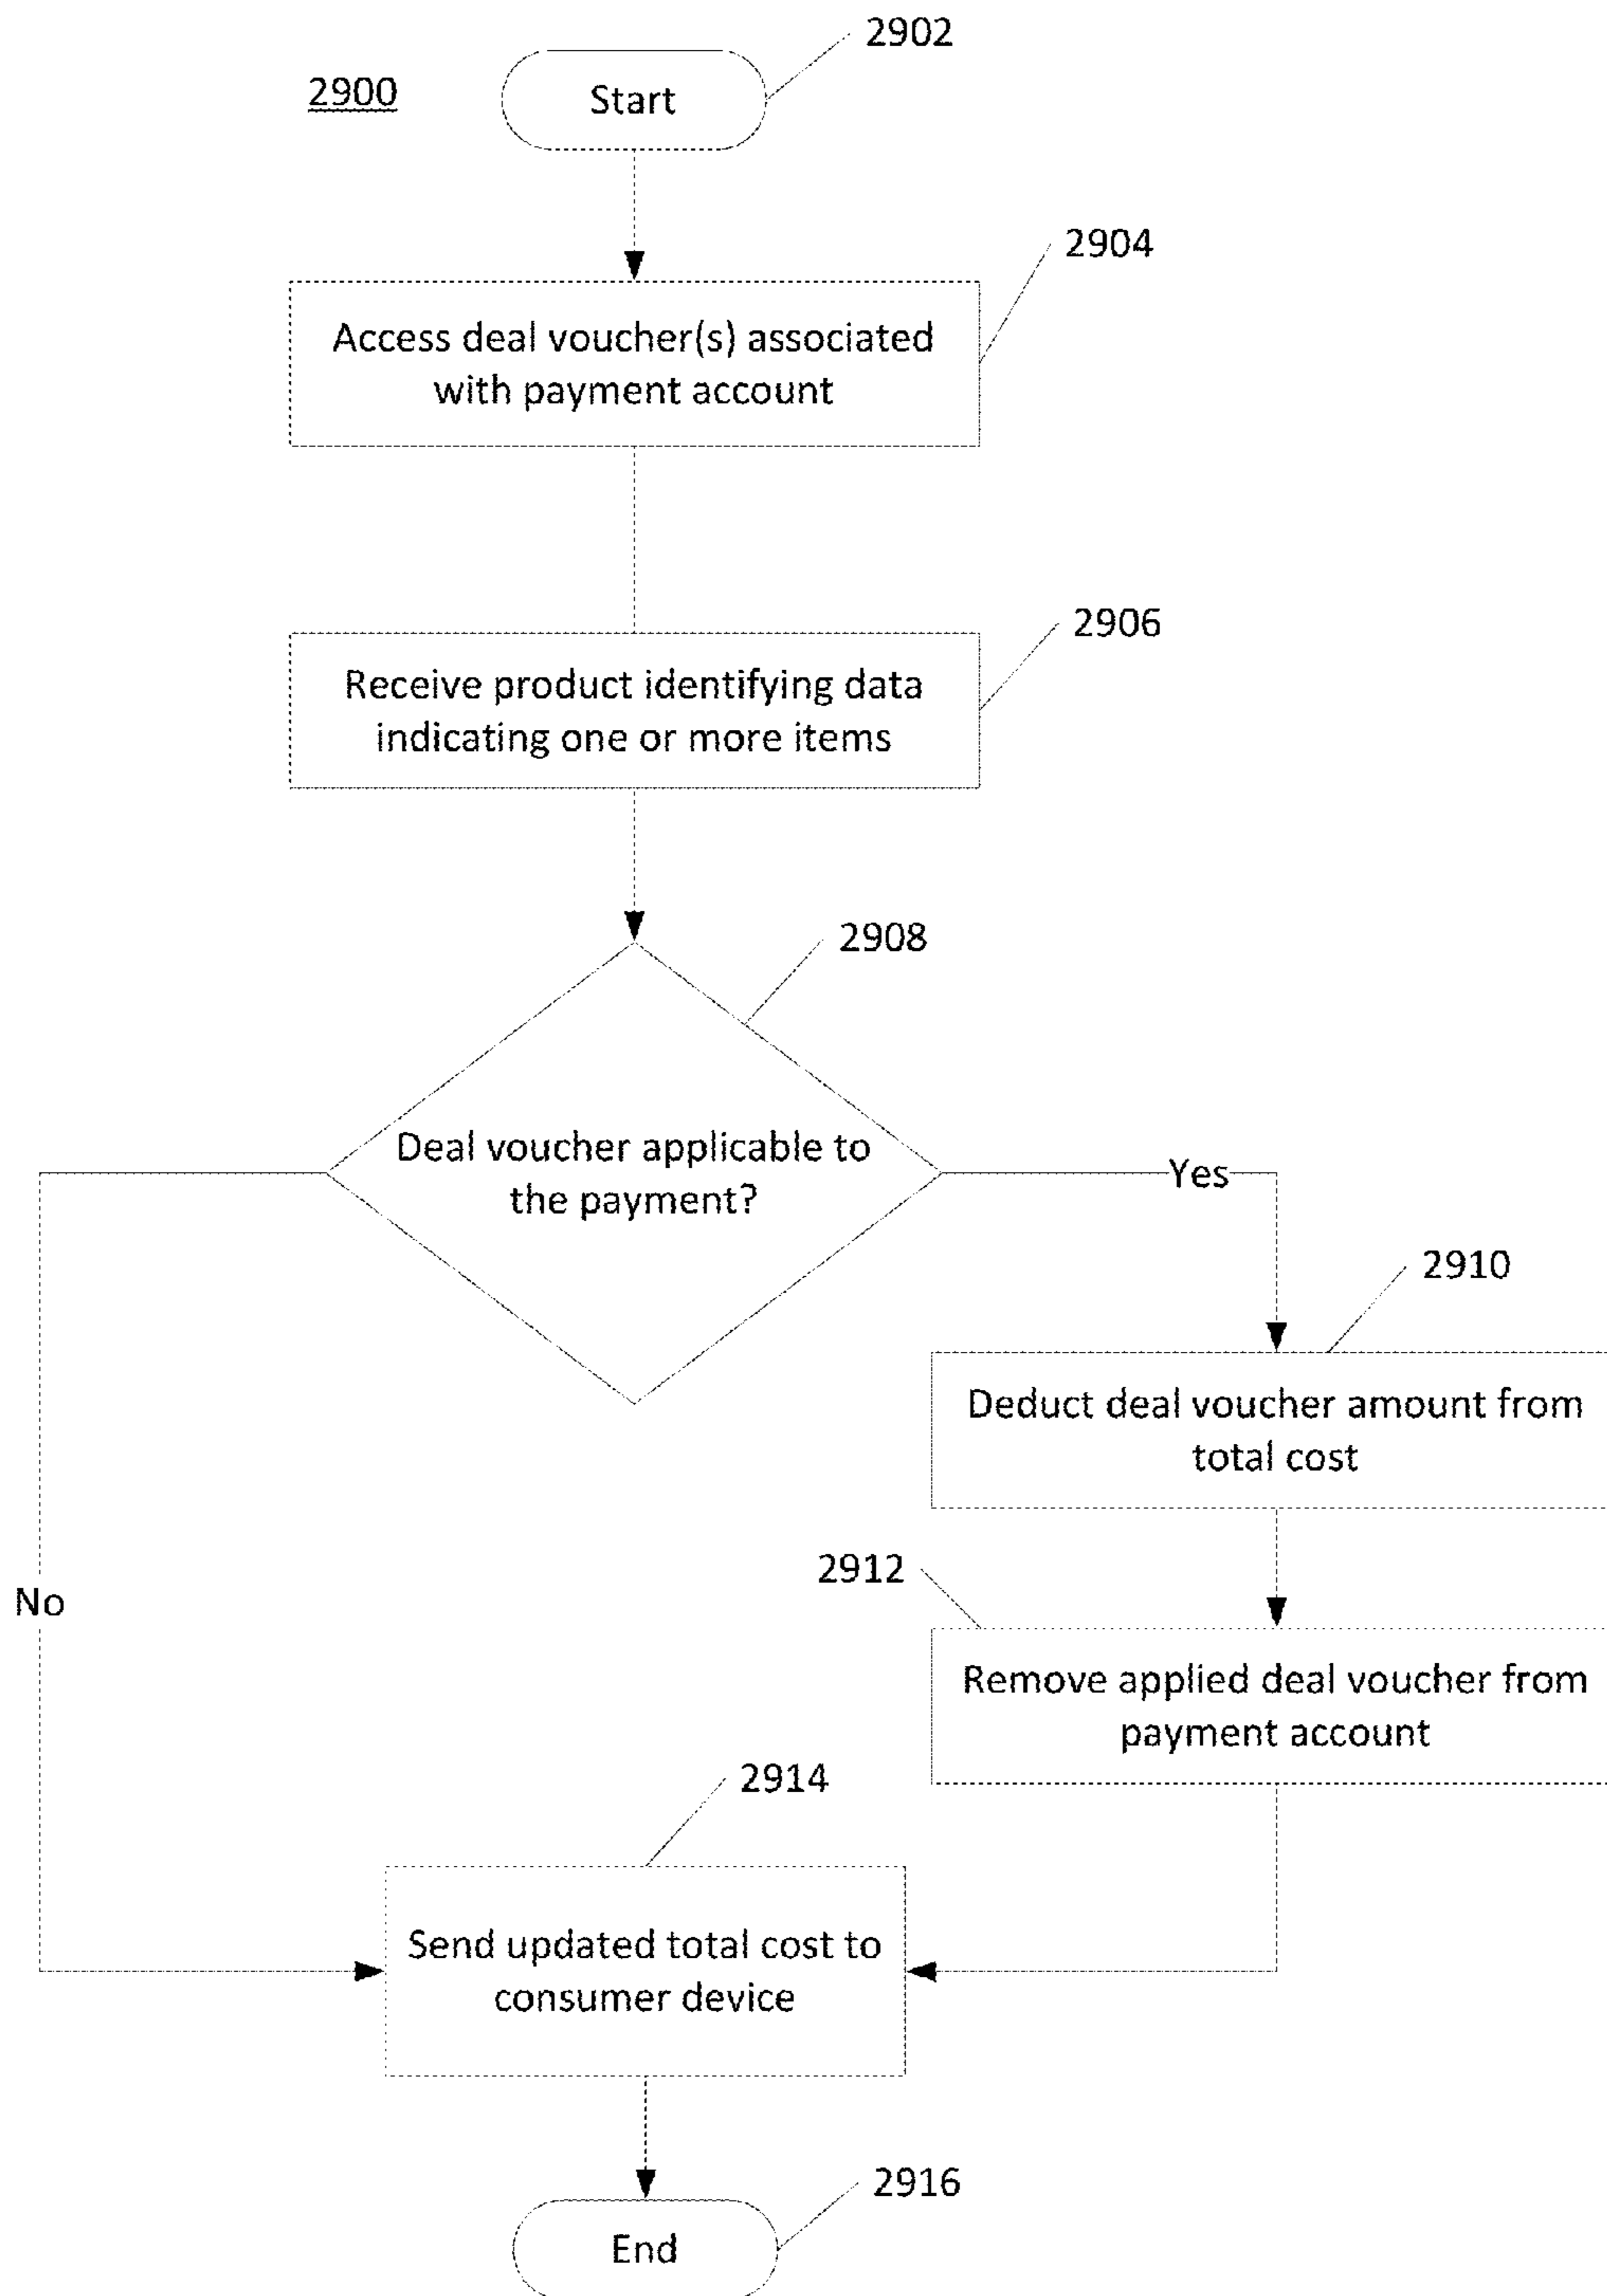 2902
2900
Start
2904
Access deal voucher(s) associated
with payment account
2906
Receive product identifying data
indicating one or more items
2908
Deal voucher applicable to
the payment?
Yes
2910
Deduct deal voucher amount from
total cost
2912
No
Remove applied deal voucher from
payment account
2914
Send updated total cost to
consumer device
2916
End